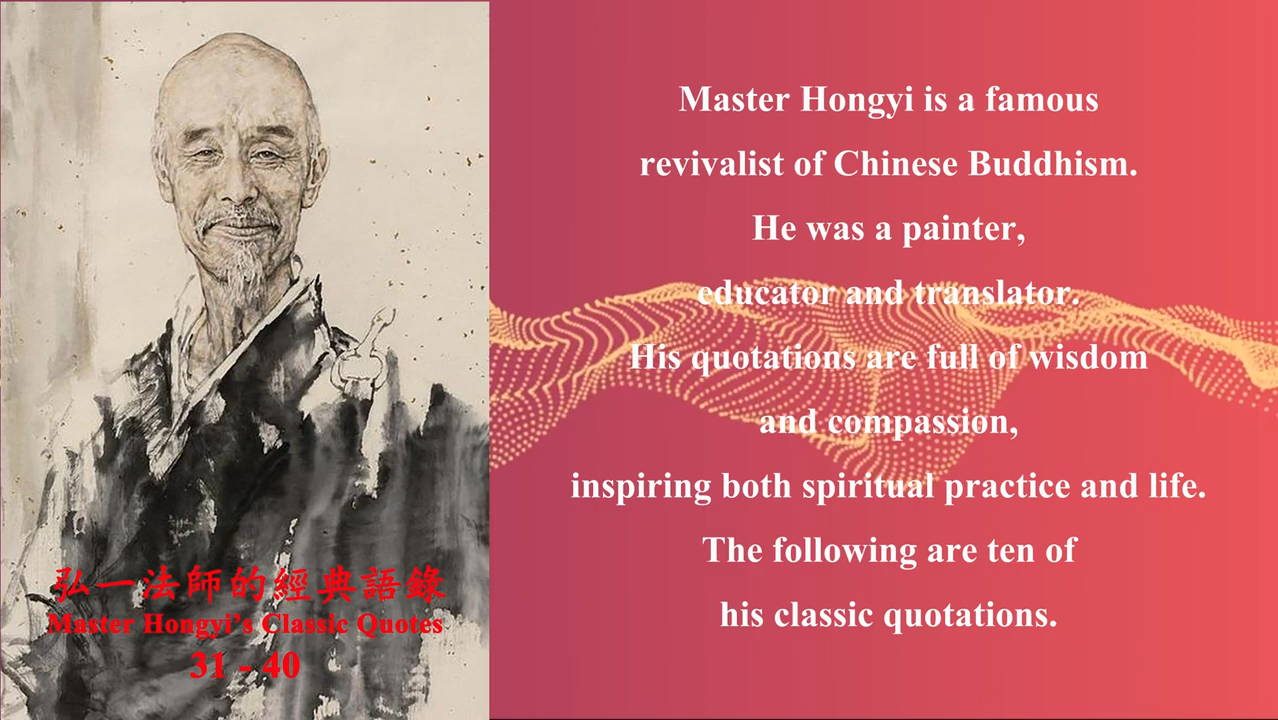 弘一法師的經典語錄
Master Hongyi's Classic Quotes
31 - 40
Master Hongyi is a famous
revivalist of Chinese Buddhism.
He was a painter,
educator and translator.
His quotations are full of wisdom
and compassion,
inspiring both spiritual practice and life.
The following are ten of
his classic quotations.